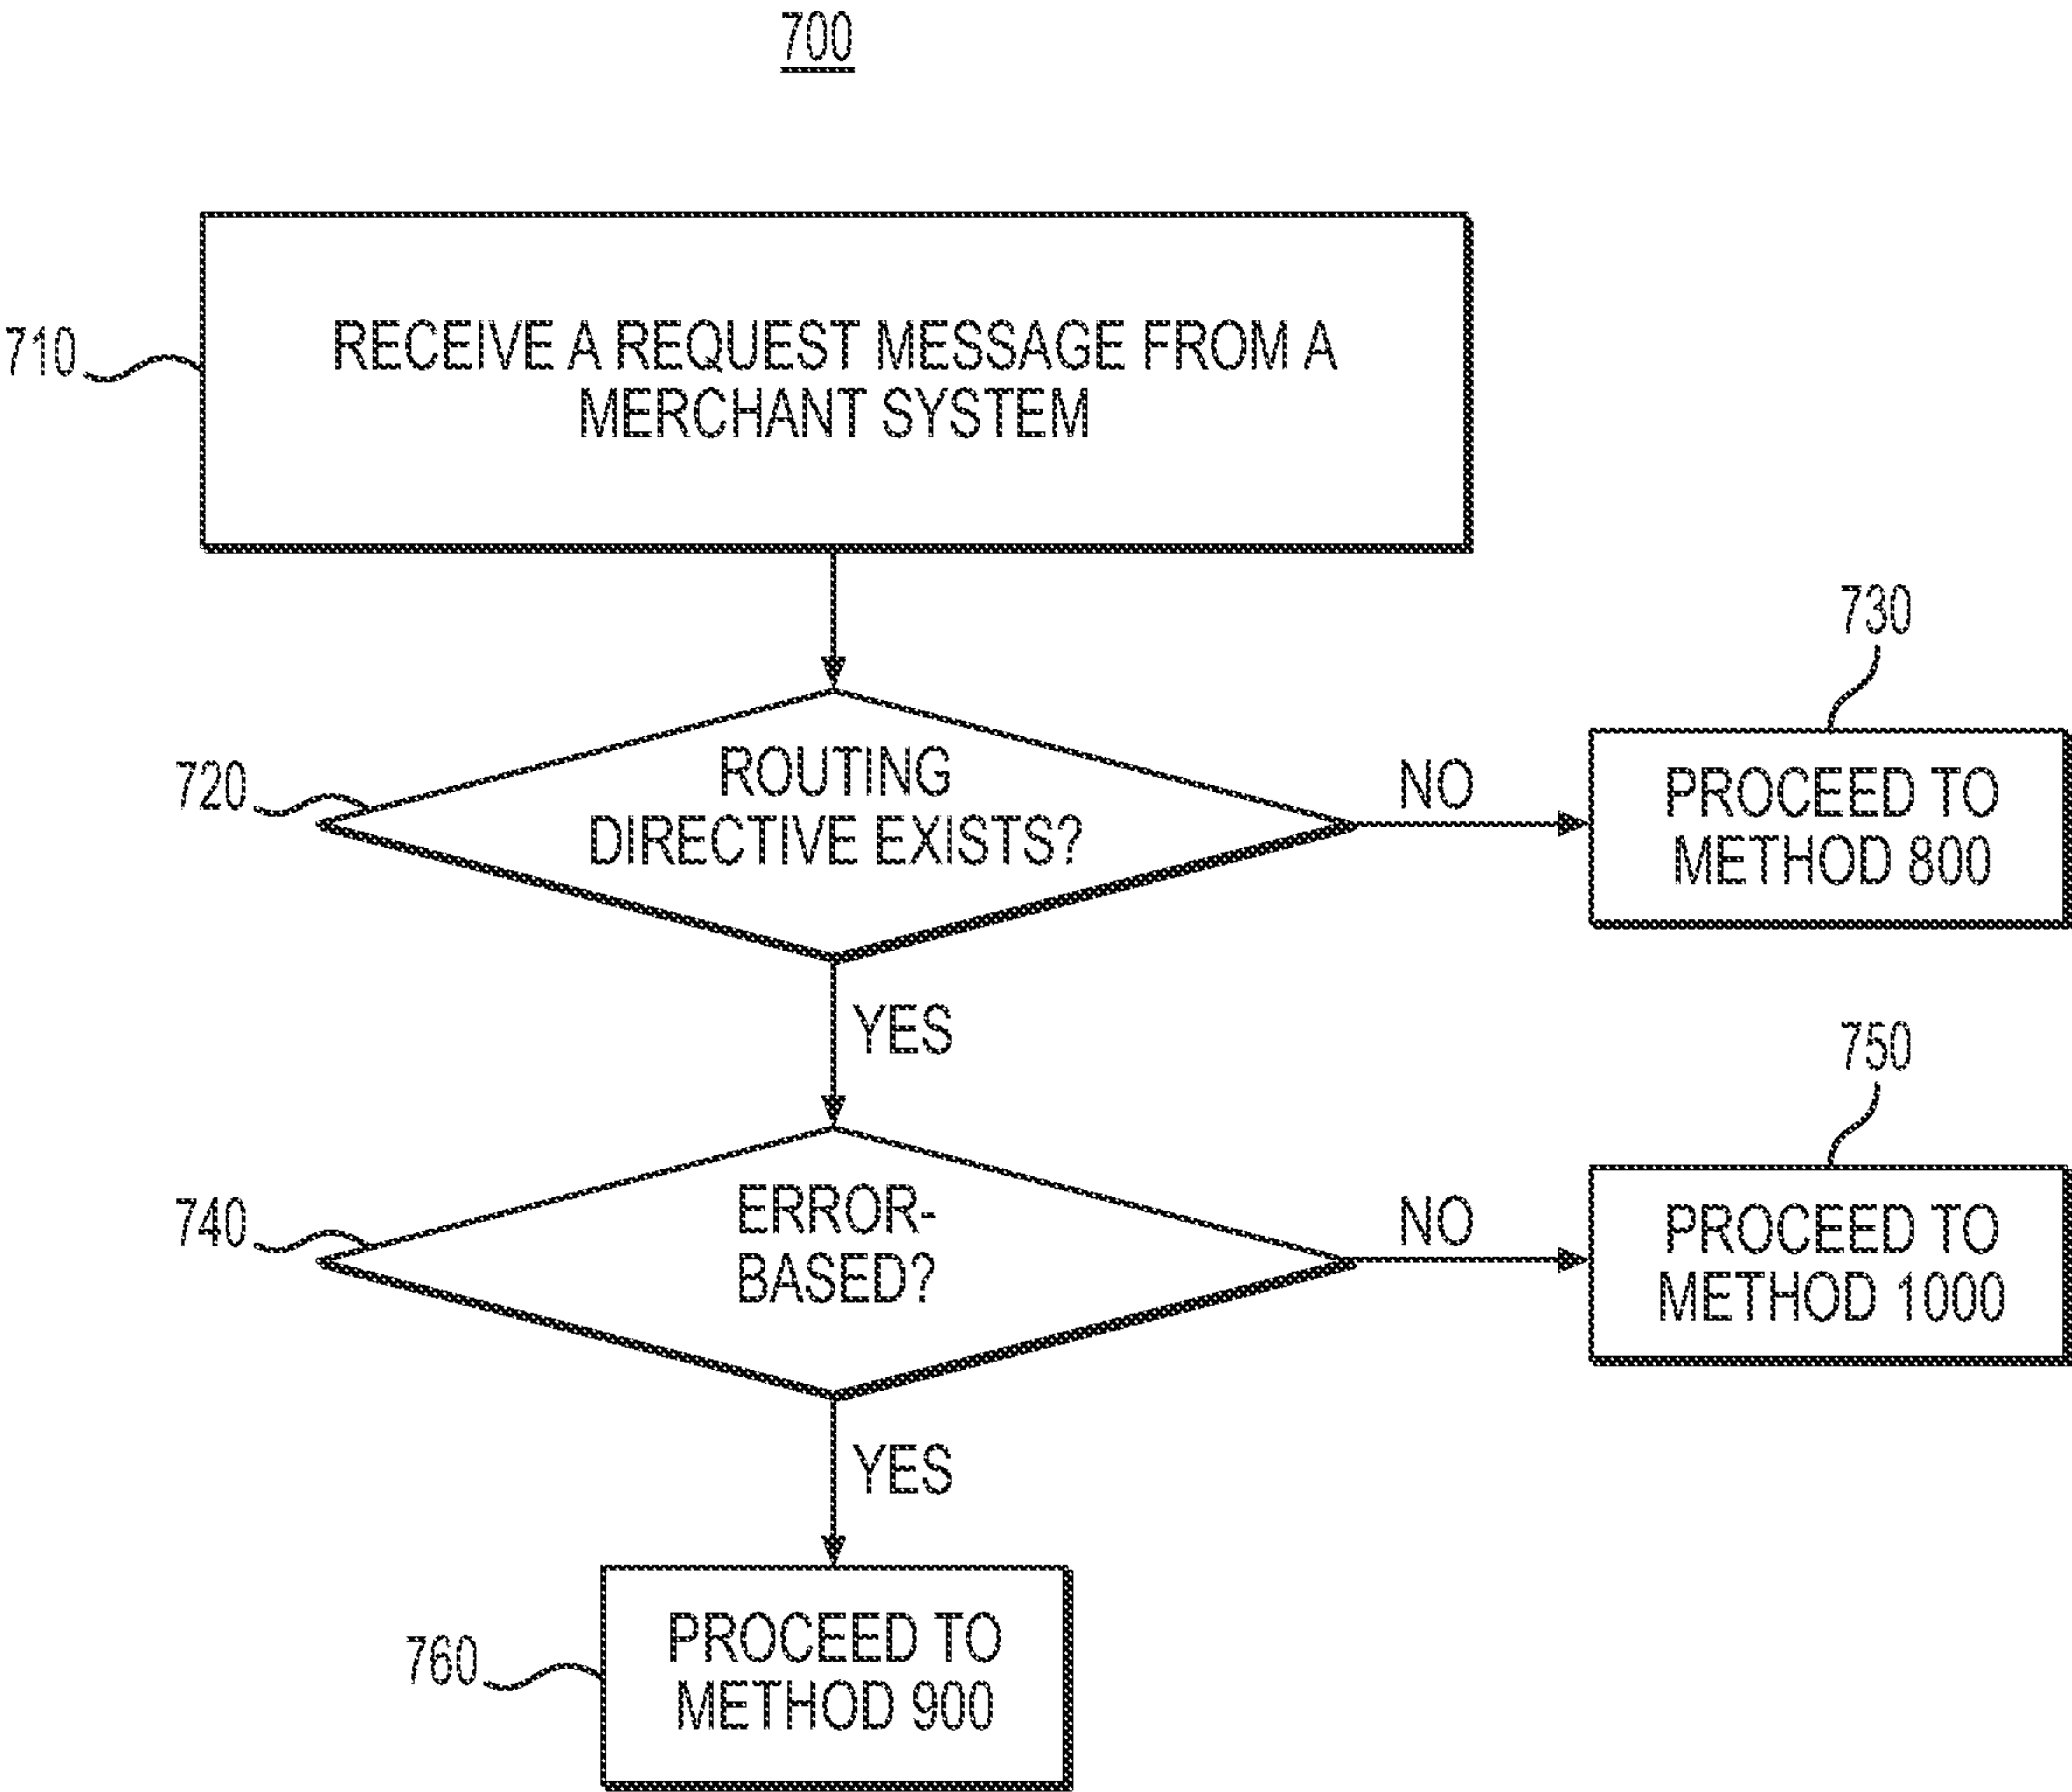 700
710
RECEIVE A REQUEST MESSAGE FROM A
MERCHANT SYSTEM
720
ROUTING
DIRECTIVE EXISTS?
NO
730
PROCEED TO
METHOD 800
YES
740
ERROR-
BASED?
NO
750
PROCEED TO
METHOD 1000
YES
760
PROCEED TO
METHOD 900